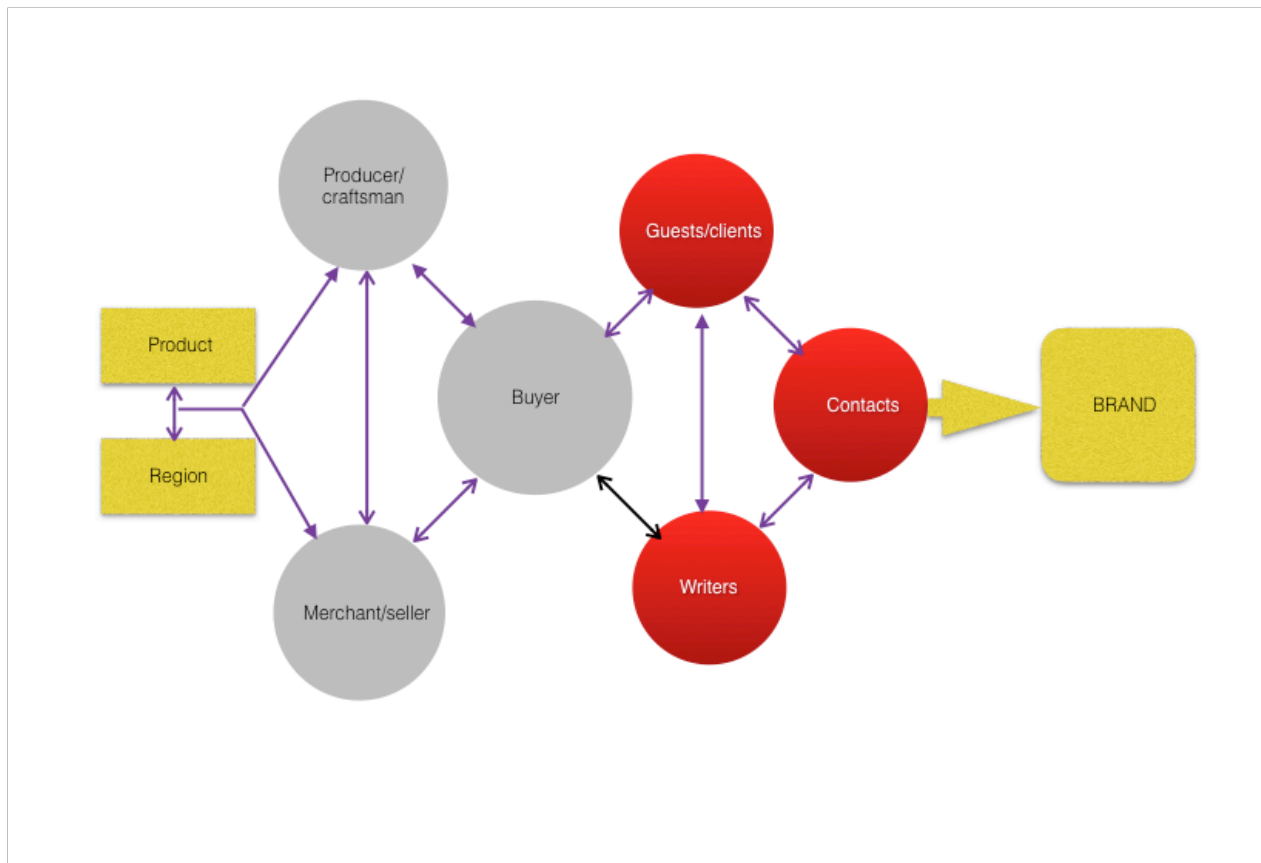 Producer/
craftsman
Guests/clients
Product
Buyer
Contacts
BRAND
Region
Merchant/seller
Writers